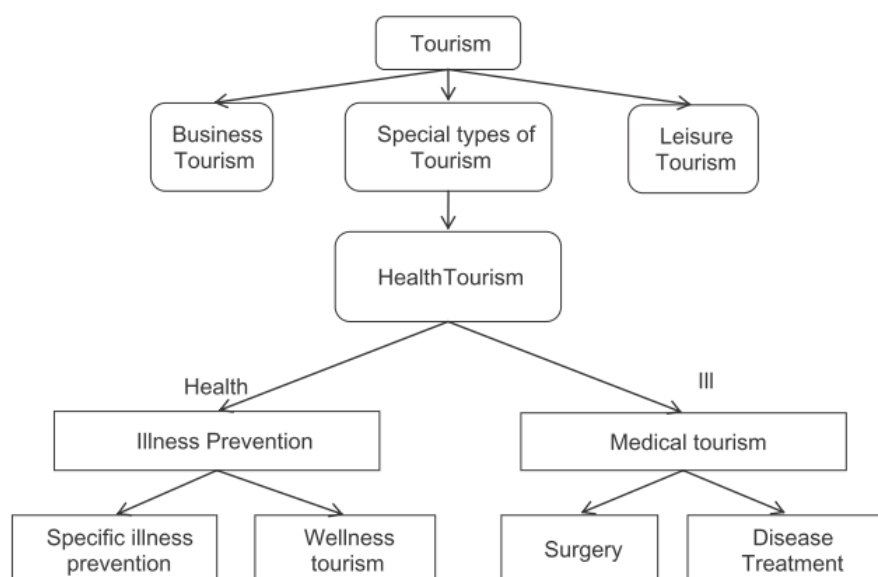 Tourism
Business
Tourism
Special types of
Tourism
Leisure
Tourism
HealthTourism
Health
Ill
Illness Prevention
Medical tourism
Specific illness
prevention
Wellness
tourism
Surgery
Disease
Treatment